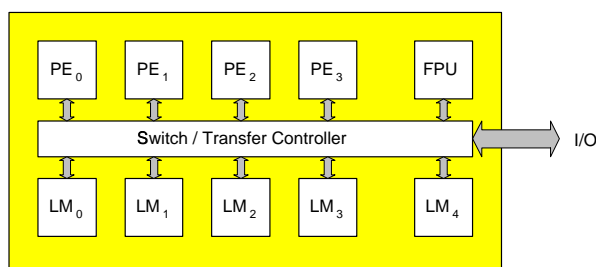 PE0 PE1 PE2 PE3 FPU
Switch / Transfer Controller
I/O
LM0 LM1 LM2 LM3 LM4